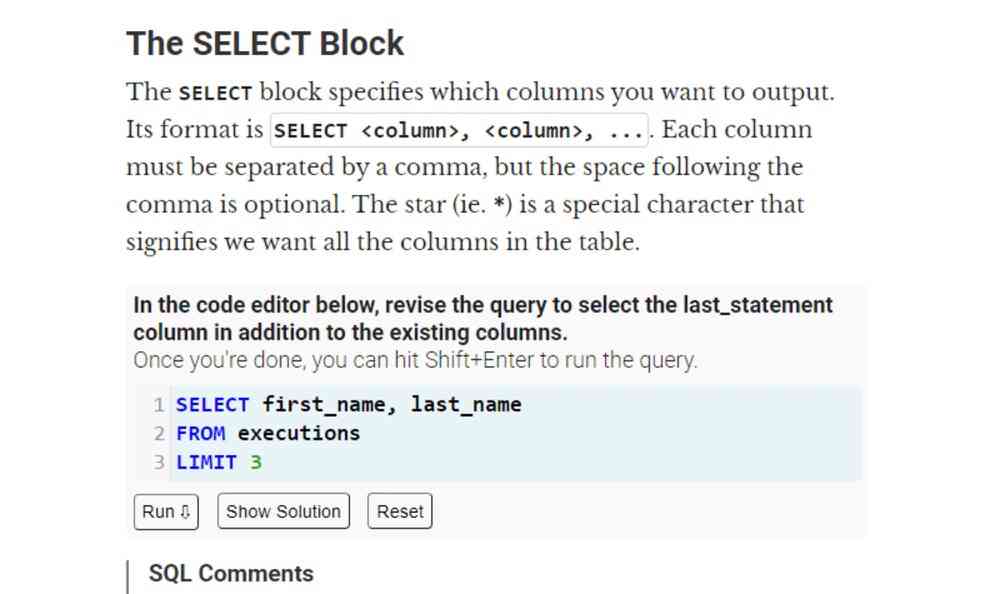 The SELECT Block
The SELECT block specifies which columns you want to output.
Its format is SELECT <column>, <column>, ... . Each column
must be separated by a comma, but the space following the
comma is optional. The star (ie. *) is a special character that
signifies we want all the columns in the table.
In the code editor below, revise the query to select the last_statement
column in addition to the existing columns.
Once you're done, you can hit Shift+Enter to run the query.
1 SELECT first_name, last_name
2 FROM executions
3 LIMIT 3
Run ⇩ Show Solution Reset
SQL Comments